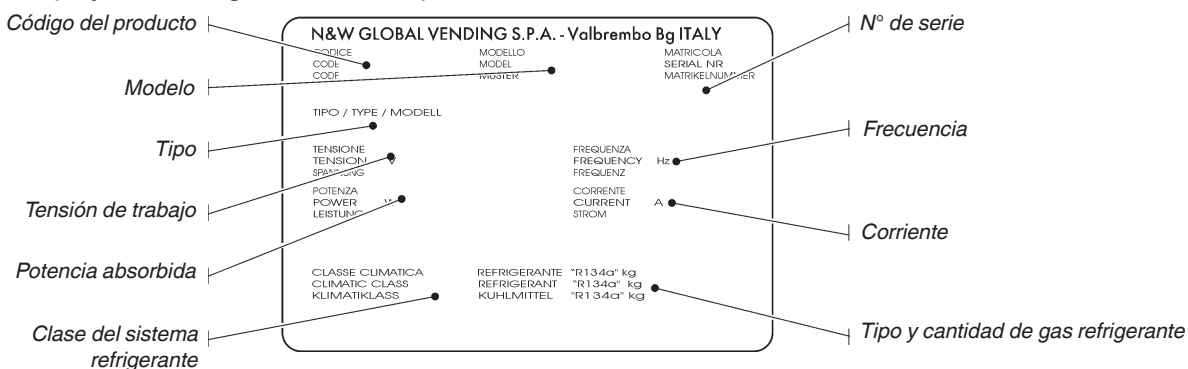 Código del producto
Modelo
Tipo
Tensión de trabajo
Potencia absorbida
Clase del sistema
refrigerante
N&W GLOBAL VENDING S.P.A. - Valbrembo Bg ITALY
CODICE
CODE
CODE
MODELLO
MODEL
MUSTER
MATRICOLA
SERIAL NR
MATRIKELNUMMER
TIPO / TYPE / MODELL
TENSIONE
TENSION V
SPANNUNG
FREQUENZA
FREQUENCY Hz
FREQUENZ
POTENZA
POWER W
LEISTUNG
CORRENTE
CURRENT A
STROM
CLASSE CLIMATICA
CLIMATIC CLASS
KLIMATIKLASS
REFRIGERANTE "R134a" kg
REFRIGERANT "R134a" kg
KUHLMITTEL "R134a" kg
N° de serie
Frecuencia
Corriente
Tipo y cantidad de gas refrigerante